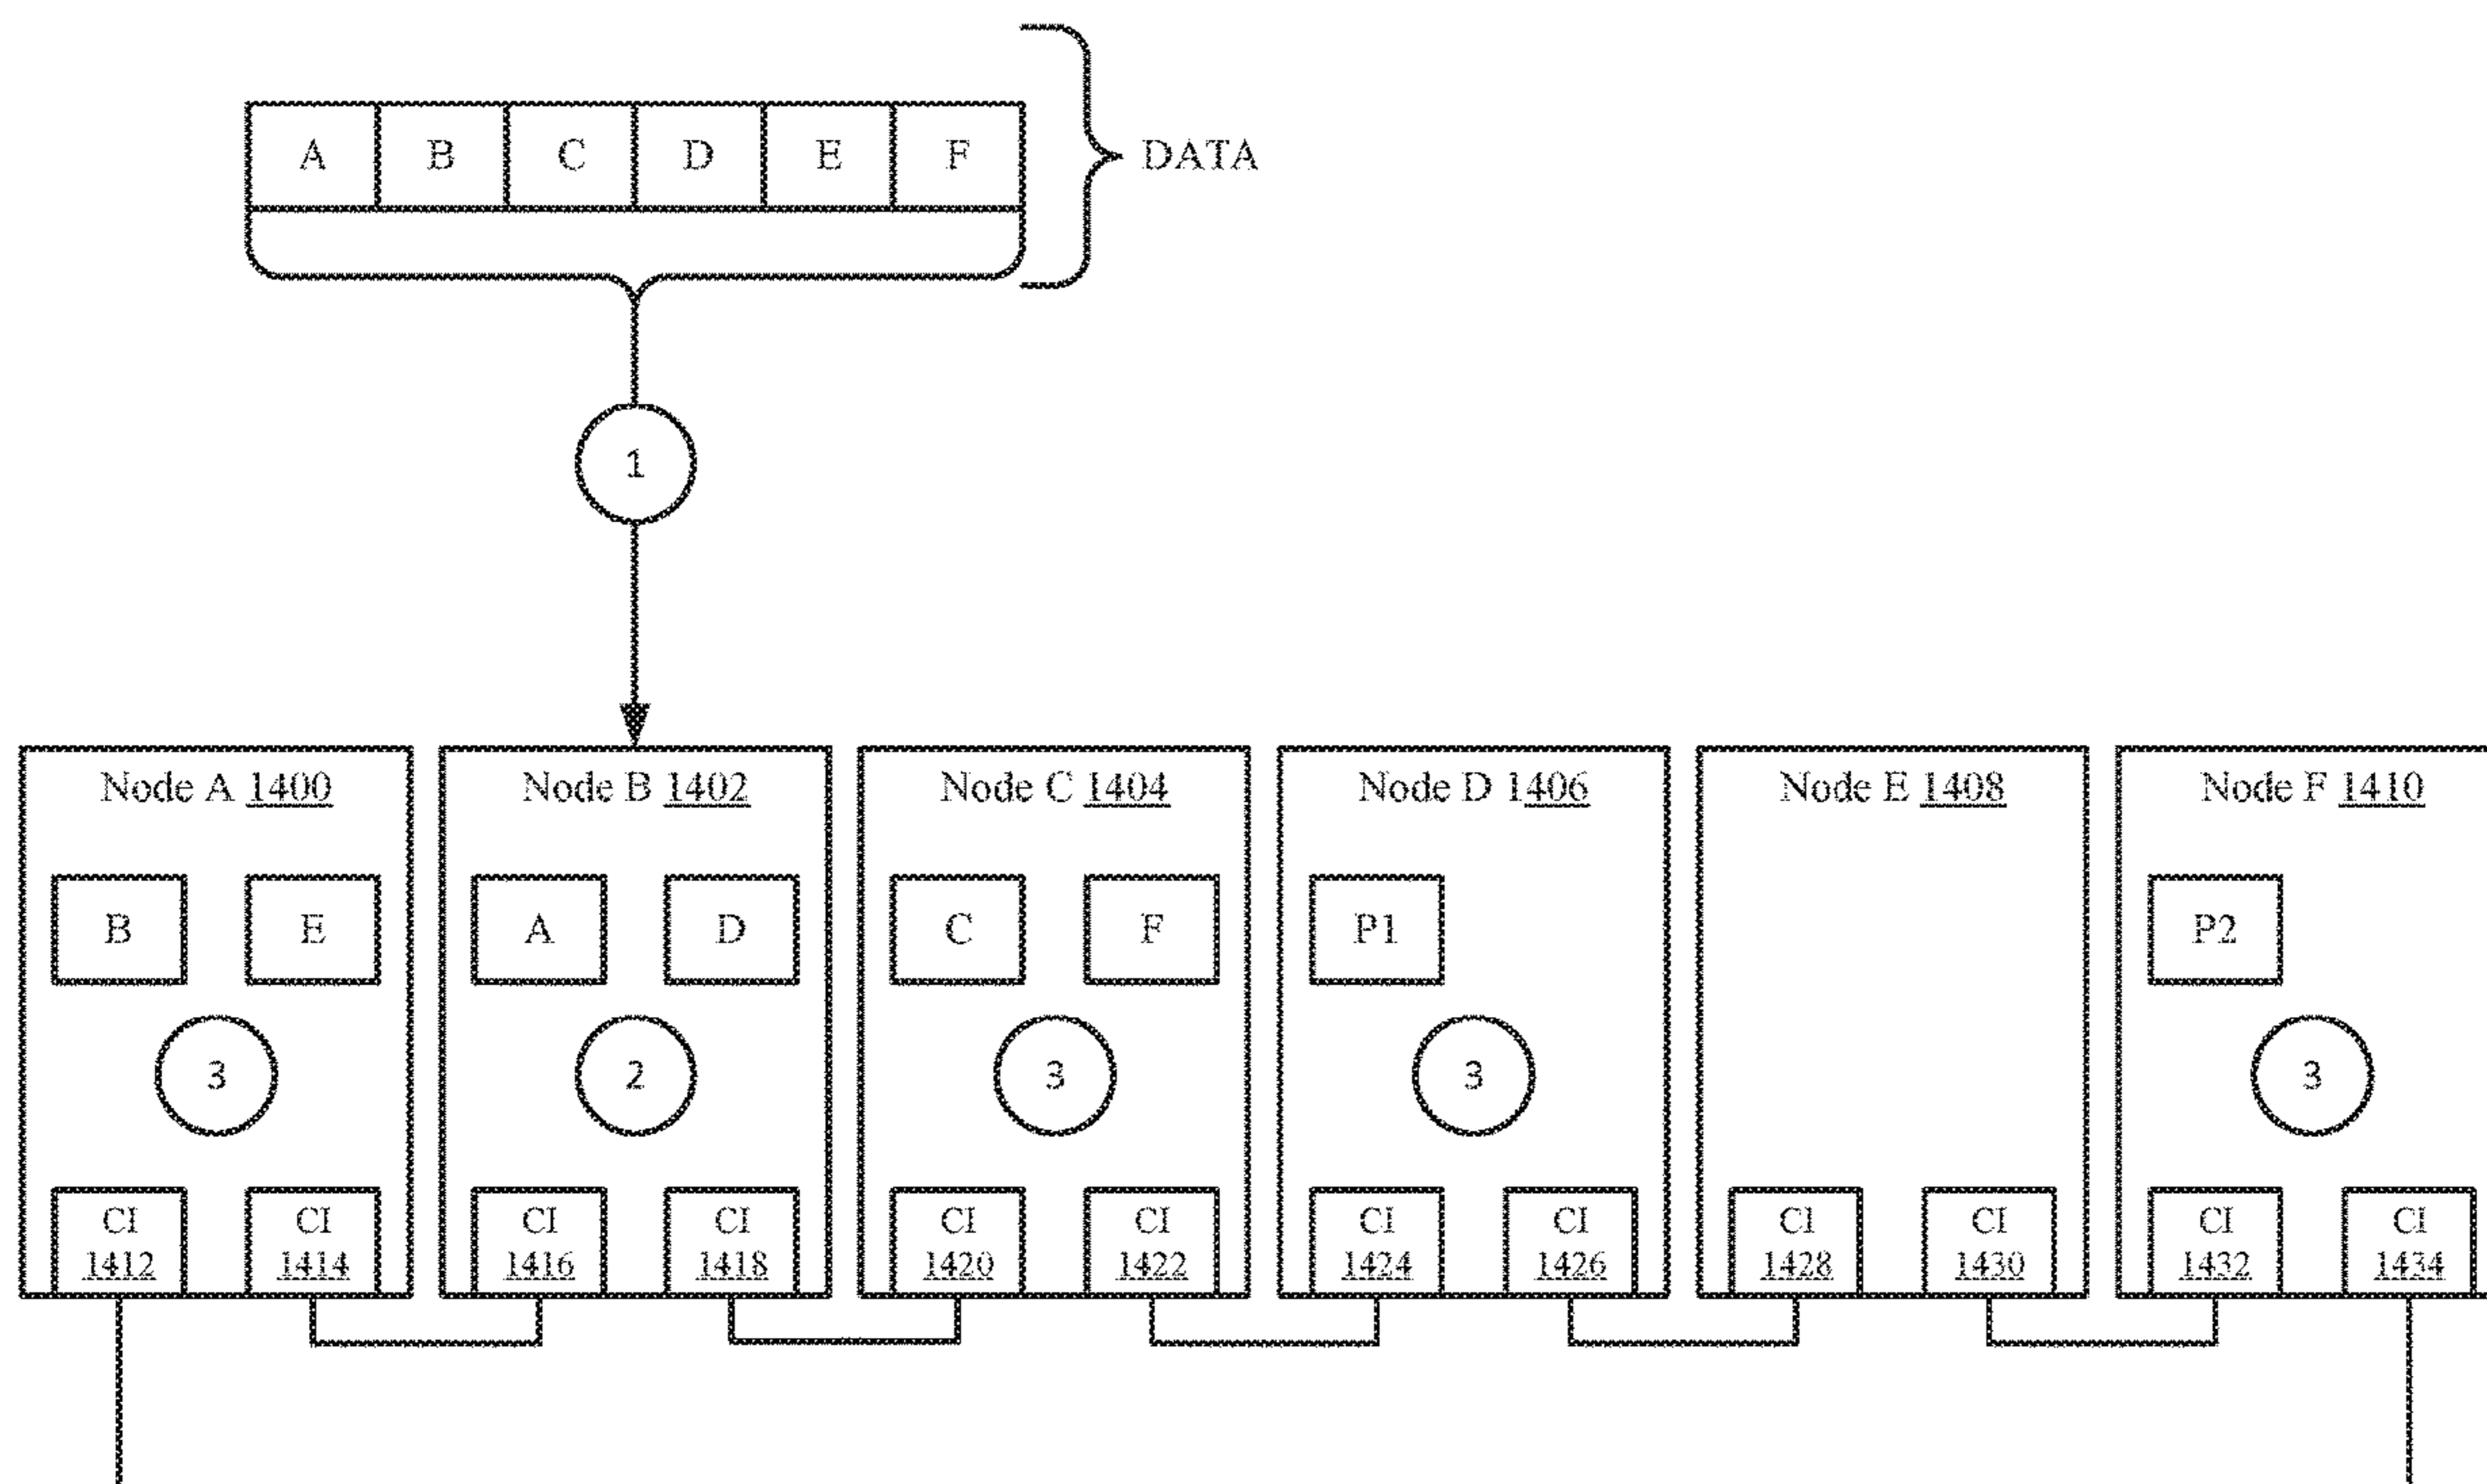 A B C D E F DATA
1
Node A 1400 Node B 1402 Node C 1404 Node D 1406 Node E 1408 Node F 1410
B E A D C F P1 P2
3 2 3 3 3
CI CI CI CI CI CI CI CI CI CI CI CI
1412 1414 1416 1418 1420 1422 1424 1426 1428 1430 1432 1434